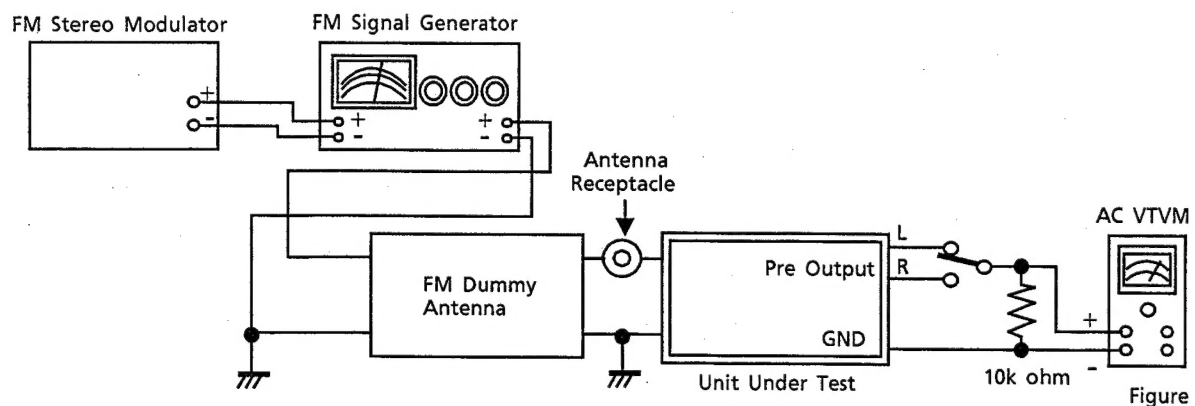 FM Stereo Modulator
+
-
FM Signal Generator
+
-
+
-
Antenna
Receptacle
FM Dummy
Antenna
Pre Output
L
R
GND
Unit Under Test
10k ohm
AC VTVM
+
-
Figure